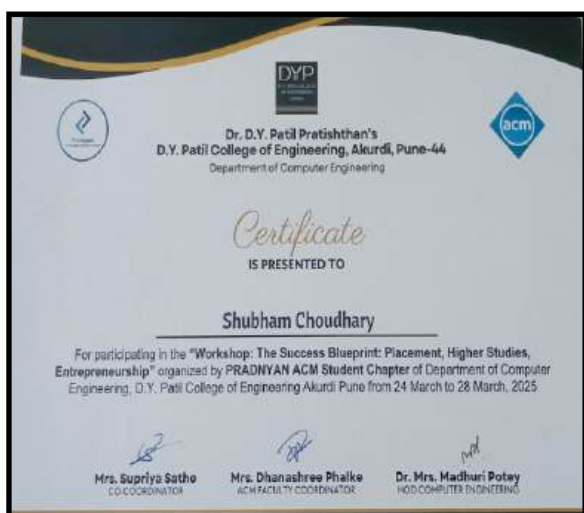 DYP
acm
Dr. D.Y. Patil Pratishthan's
D.Y. Patil College of Engineering, Akurdi, Pune-44
Department of Computer Engineering
Certificate
IS PRESENTED TO
Shubham Choudhary
For participating in the "Workshop: The Success Blueprint: Placement, Higher Studies,
Entrepreneurship" organized by PRADNYAN ACM Student Chapter of Department of Computer
Engineering, D.Y. Patil College of Engineering Akurdi Pune from 24 March to 28 March, 2025
Mrs. Supriya Sathe
CO-COORDINATOR
Mrs. Dhanashree Phalke
ACM FACULTY COORDINATOR
Dr. Mrs. Madhuri Potey
HOD COMPUTER ENGINEERING